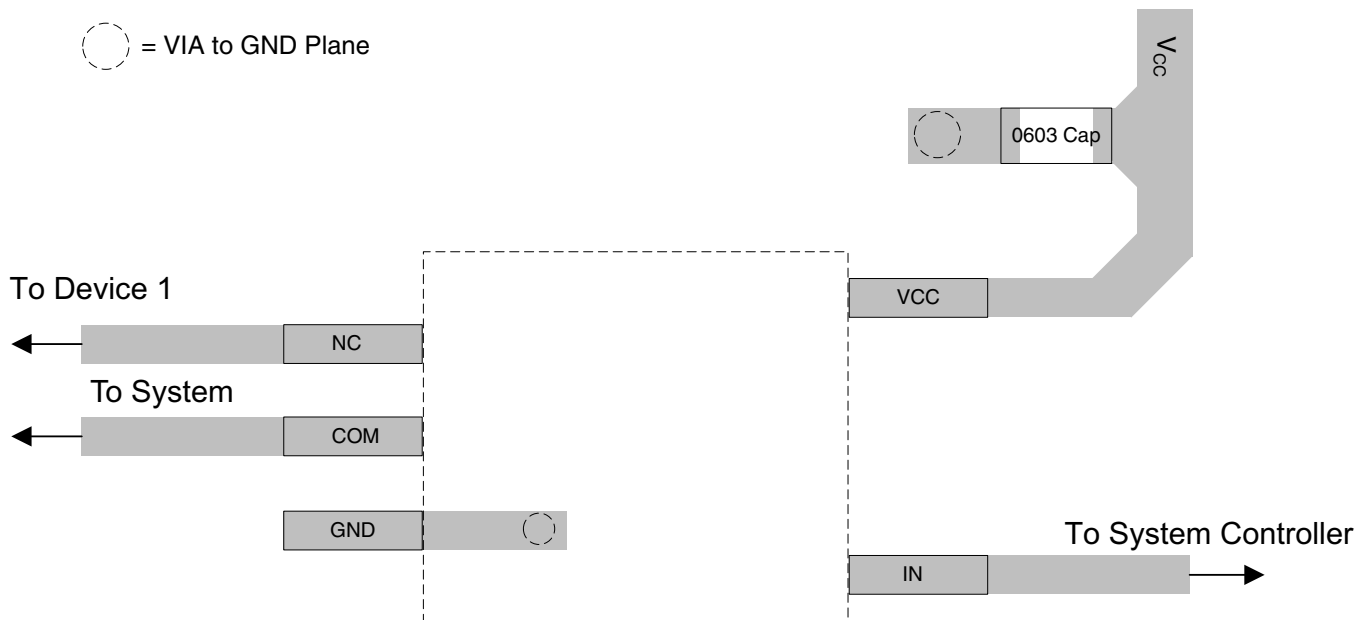 = VIA to GND Plane
VCC
0603 Cap
To Device 1
VCC
NC
To System
COM
GND
To System Controller
IN